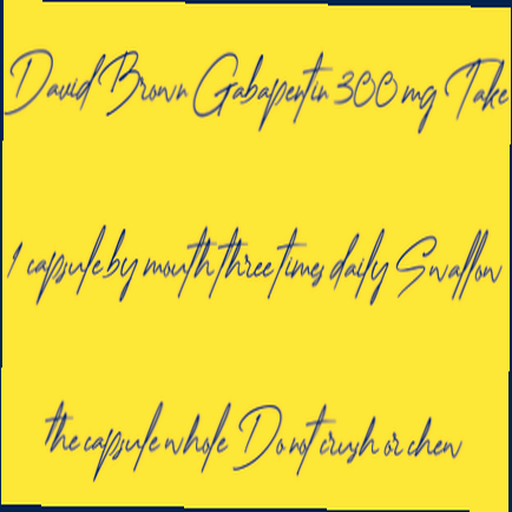 David Brown Gabapentin 300 mg Take
1 capsule by mouth three times daily Swallow
the capsule whole Do not crush or chew